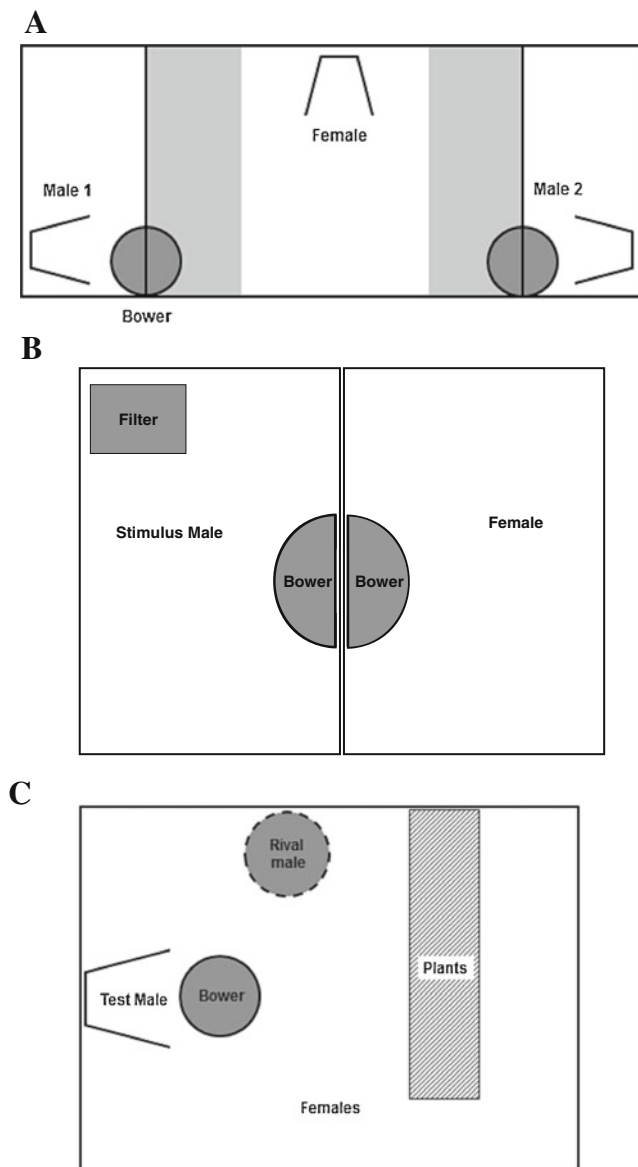 A
Female
Male 1
Male 2
Bower
B
Filter
Stimulus Male
Female
Bower
Bower
C
Rival
male
Test Male
Bower
Plants
Females